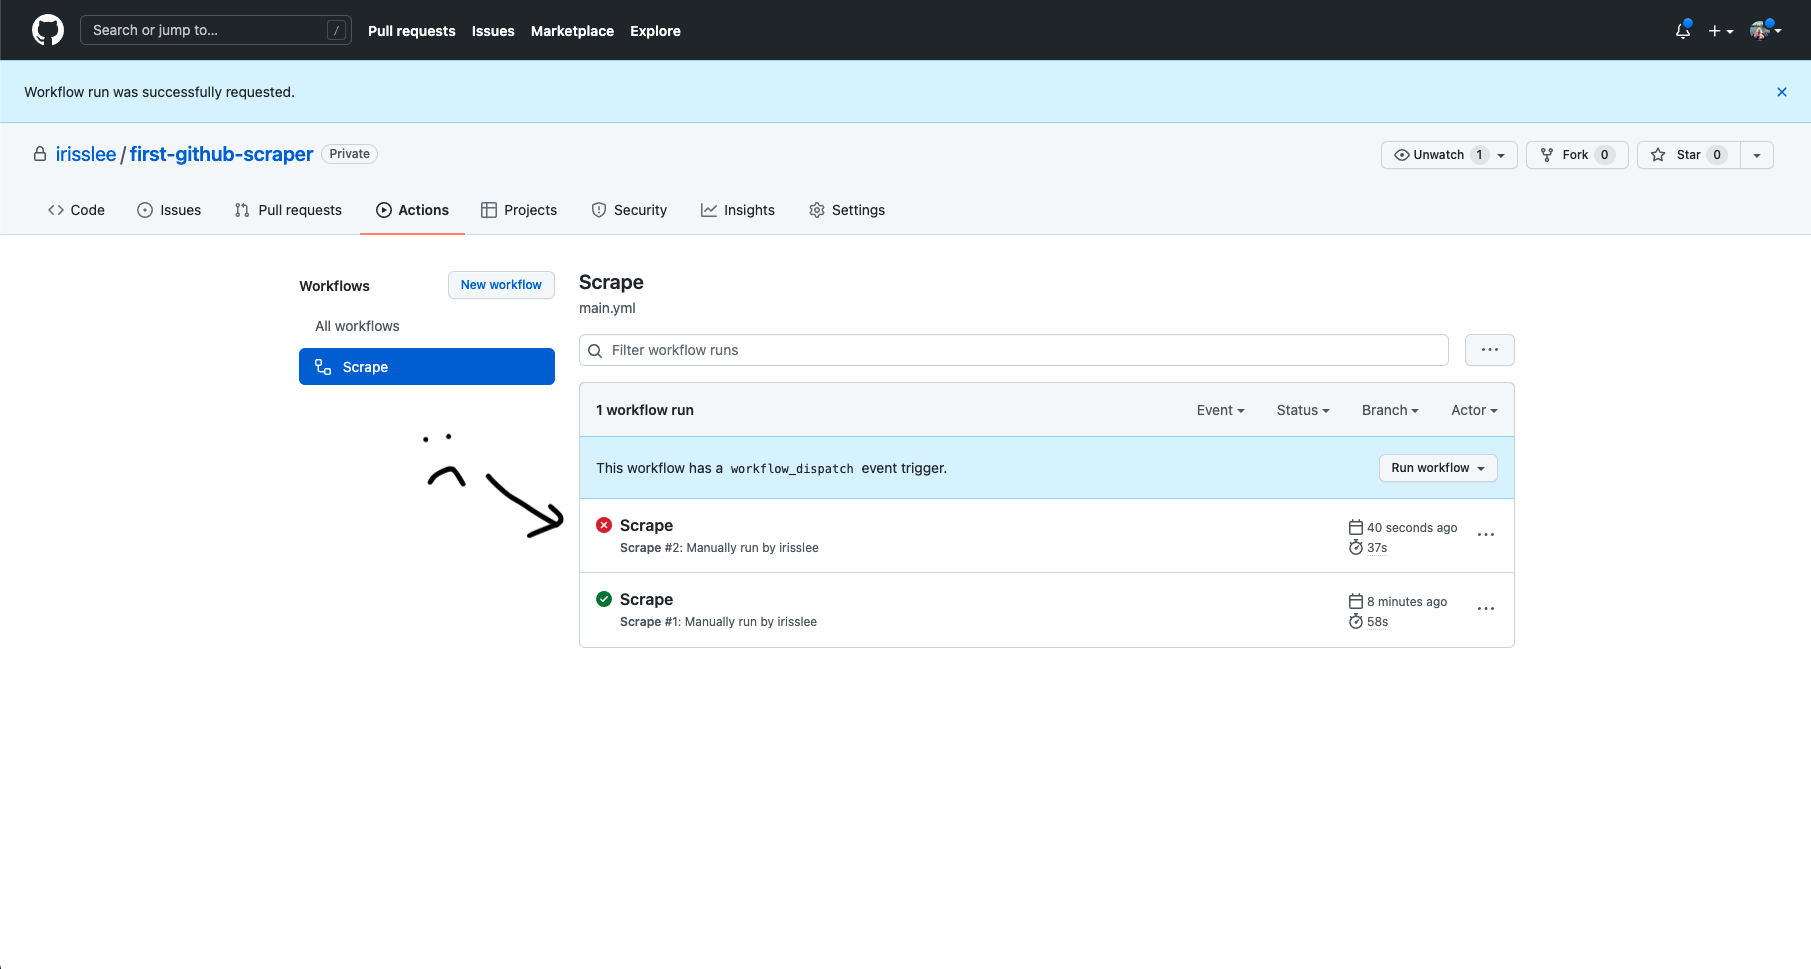 Search or jump to... /
Pull requests Issues Marketplace Explore
Workflow run was successfully requested.
irisslee / first-github-scraper Private
Unwatch 1 Fork 0 Star 0
Code Issues Pull requests Actions Projects Security Insights Settings
Workflows New workflow
All workflows
Scrape
Scrape
main.yml
Filter workflow runs
1 workflow run Event Status Branch Actor
This workflow has a workflow_dispatch event trigger. Run workflow
Scrape
Scrape #2: Manually run by irisslee
40 seconds ago
37s
Scrape
Scrape #1: Manually run by irisslee
8 minutes ago
58s